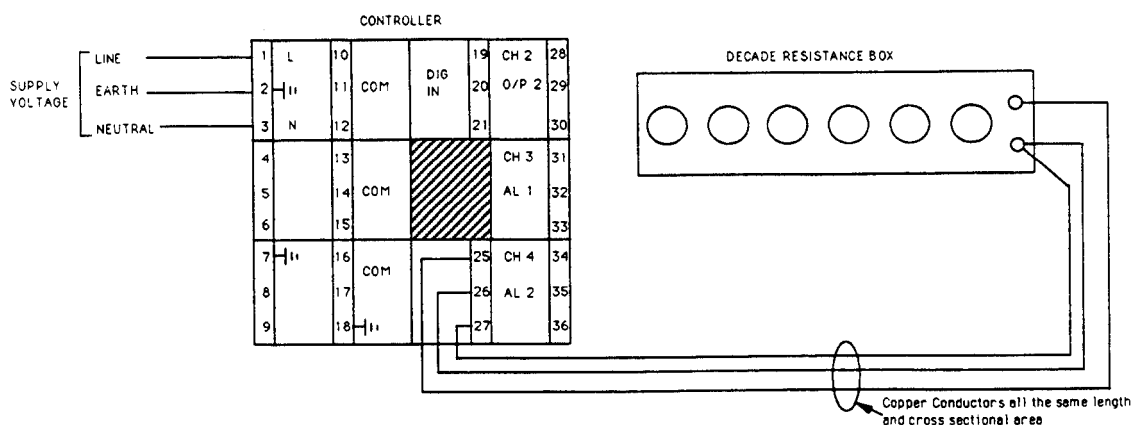 CONTROLLER
SUPPLY
VOLTAGE
LINE
EARTH
NEUTRAL
1 L 10 19 CH 2 28
2 11 COM DIG IN 20 O/P 2 29
3 N 12 21 30
4 13 CH 3 31
5 14 COM AL 1 32
6 15 33
7 16 COM 25 CH 4 34
8 17 26 AL 2 35
9 18 27 36
DECADE RESISTANCE BOX
Copper Conductors all the same length
and cross sectional area